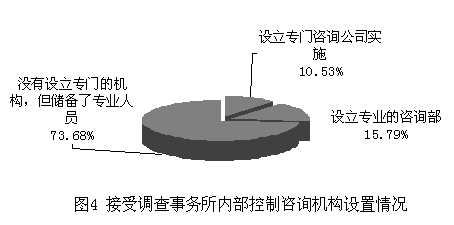 设立专门咨询公司实
施
10.53%
没有设立专门的机
构，但储备了专业人
员
73.68%
设立专业的咨询部
15.79%
图4 接受调查事务所内部控制咨询机构设置情况